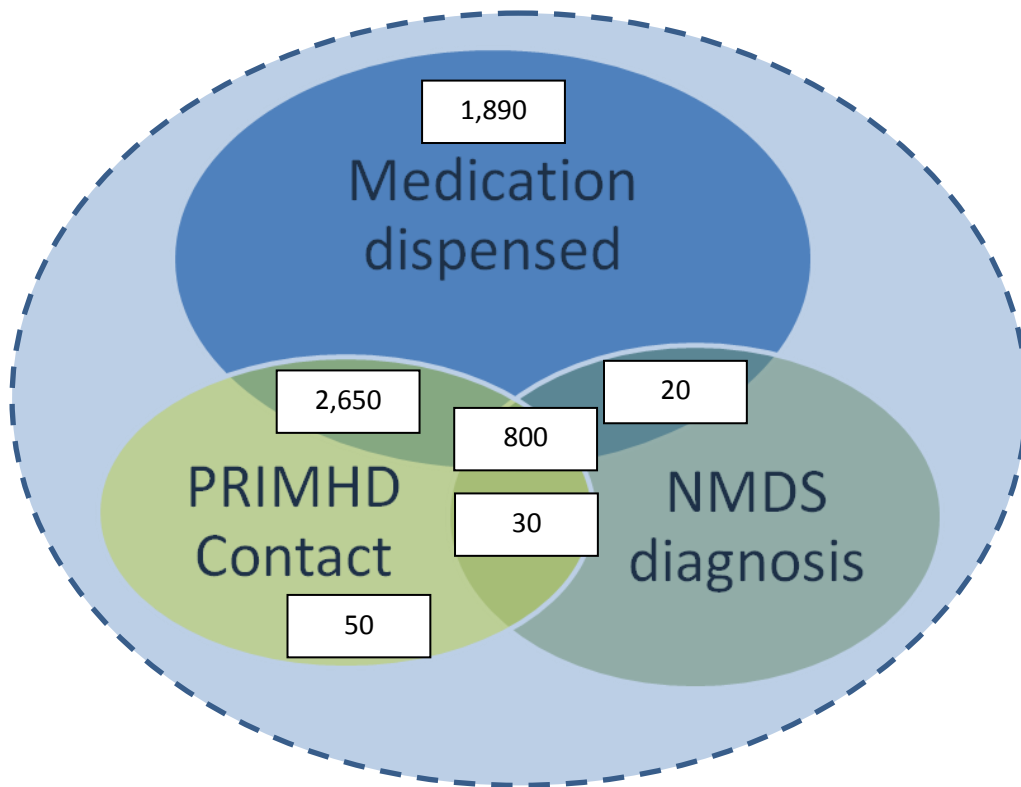 1,890
Medication
dispensed
2,650
20
800
PRIMHD
Contact
30
NMDS
diagnosis
50